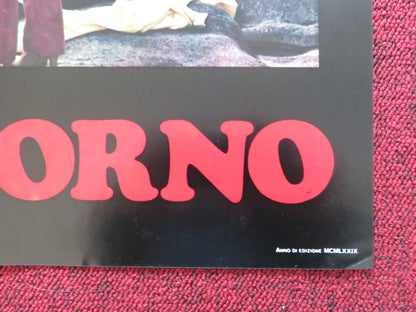 ORNO
ANNO DI EDIZIONE MCMLXXIX